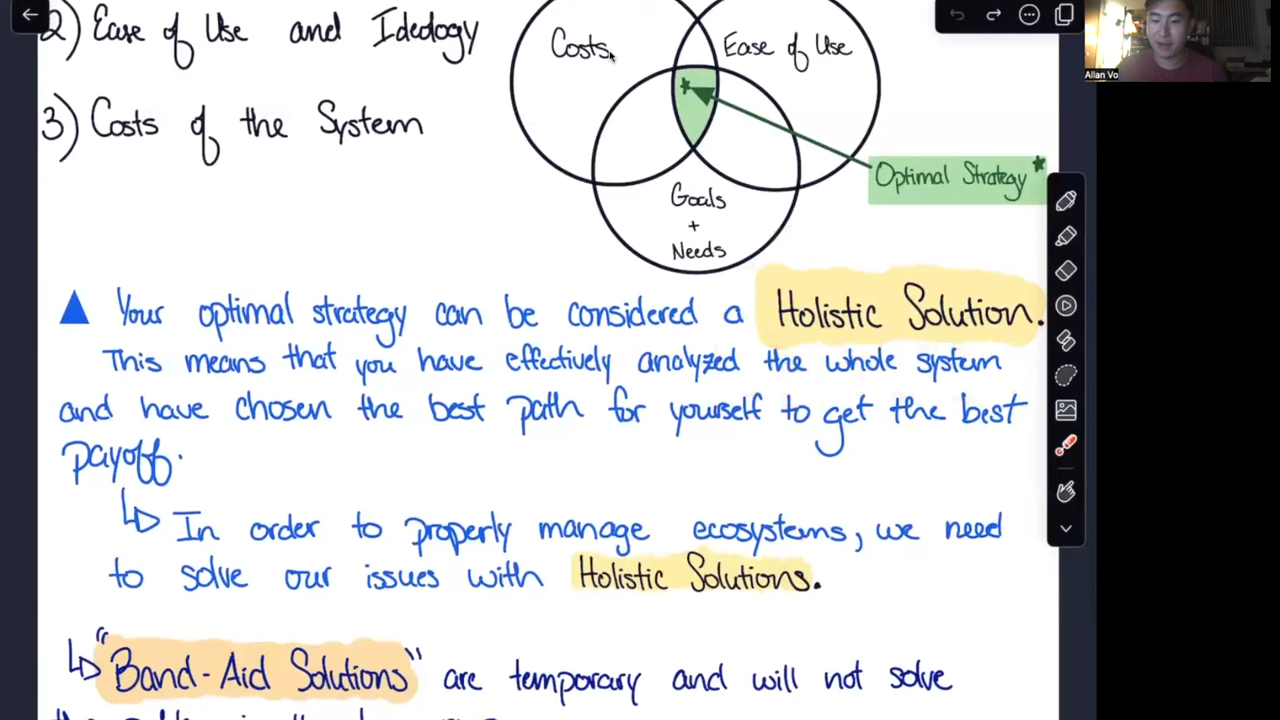 2) Ease of Use and Ideology
Costs
Ease of Use
3) Costs of the System
Optimal Strategy*
Goals
+
Needs
Your optimal strategy can be considered a Holistic Solution.
This means that you have effectively analyzed the whole system
and have chosen the best path for yourself to get the best
payoff.
In order to properly manage ecosystems, we need
to solve our issues with Holistic Solutions.
"Band-Aid Solutions" are temporary and will not solve
Allan Vo